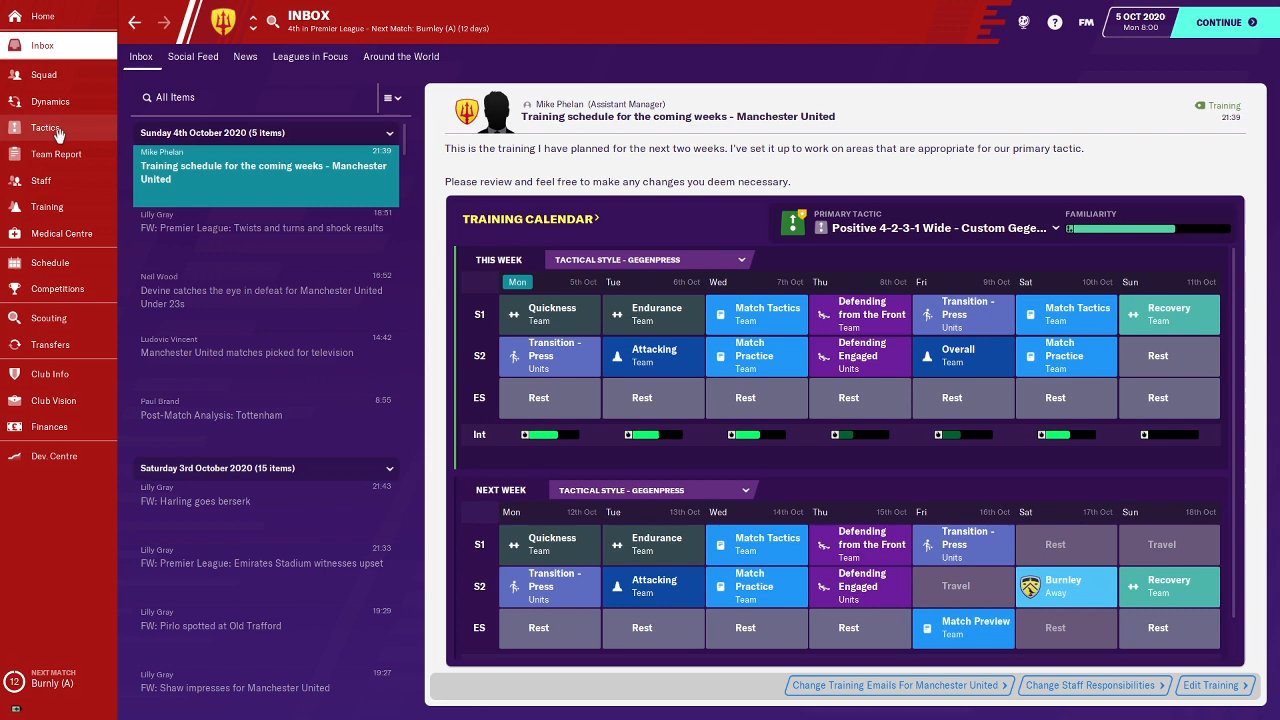 Home
Inbox
Squad
Dynamics
Tactics
Team Report
Staff
Training
Medical Centre
Schedule
Competitions
Scouting
Transfers
Club Info
Club Vision
Finances
Dev. Centre
12
NEXT MATCH
Burnly (A)
INBOX
4th in Premier League - Next Match: Burnley (A) (12 days)
?
FM
5 OCT 2020
Mon 8:00
CONTINUE
Inbox
Social Feed
News
Leagues in Focus
Around the World
All Items
Sunday 4th October 2020 (5 items)
Mike Phelan
21:39
Training schedule for the coming weeks - Manchester
United
Lilly Gray
18:51
FW: Premier League: Twists and turns and shock results
Neil Wood
16:52
Devine catches the eye in defeat for Manchester United
Under 23s
Ludovic Vincent
14:42
Manchester United matches picked for television
Paul Brand
8:55
Post-Match Analysis: Tottenham
Saturday 3rd October 2020 (15 items)
Lilly Gray
21:43
FW: Harling goes berserk
Lilly Gray
21:33
FW: Premier League: Emirates Stadium witnesses upset
Lilly Gray
19:29
FW: Pirlo spotted at Old Trafford
Lilly Gray
19:27
FW: Shaw impresses for Manchester United
Mike Phelan (Assistant Manager)
Training schedule for the coming weeks - Manchester United
Training
21:39
This is the training I have planned for the next two weeks. I've set it up to work on areas that are appropriate for our primary tactic.
Please review and feel free to make any changes you deem necessary.
TRAINING CALENDAR
PRIMARY TACTIC
Positive 4-2-3-1 Wide - Custom Gege...
FAMILIARITY
THIS WEEK
TACTICAL STYLE - GEGENPRESS
Mon 5th Oct Tue 6th Oct Wed 7th Oct Thu 8th Oct Fri 9th Oct Sat 10th Oct Sun 11th Oct
S1
Quickness
Team
Endurance
Team
Match Tactics
Team
Defending
from the Front
Team
Transition -
Press
Units
Match Tactics
Team
Recovery
Team
S2
Transition -
Press
Units
Attacking
Team
Match
Practice
Team
Defending
Engaged
Units
Overall
Team
Match
Practice
Team
Rest
ES
Rest
Rest
Rest
Rest
Rest
Rest
Rest
Int
NEXT WEEK
TACTICAL STYLE - GEGENPRESS
Mon 12th Oct Tue 13th Oct Wed 14th Oct Thu 15th Oct Fri 16th Oct Sat 17th Oct Sun 18th Oct
S1
Quickness
Team
Endurance
Team
Match Tactics
Team
Defending
from the Front
Team
Transition -
Press
Units
Rest
Travel
S2
Transition -
Press
Units
Attacking
Team
Match
Practice
Team
Defending
Engaged
Units
Travel
Burnley
Away
Recovery
Team
ES
Rest
Rest
Rest
Rest
Match Preview
Team
Rest
Rest
Change Training Emails For Manchester United
Change Staff Responsibilities
Edit Training